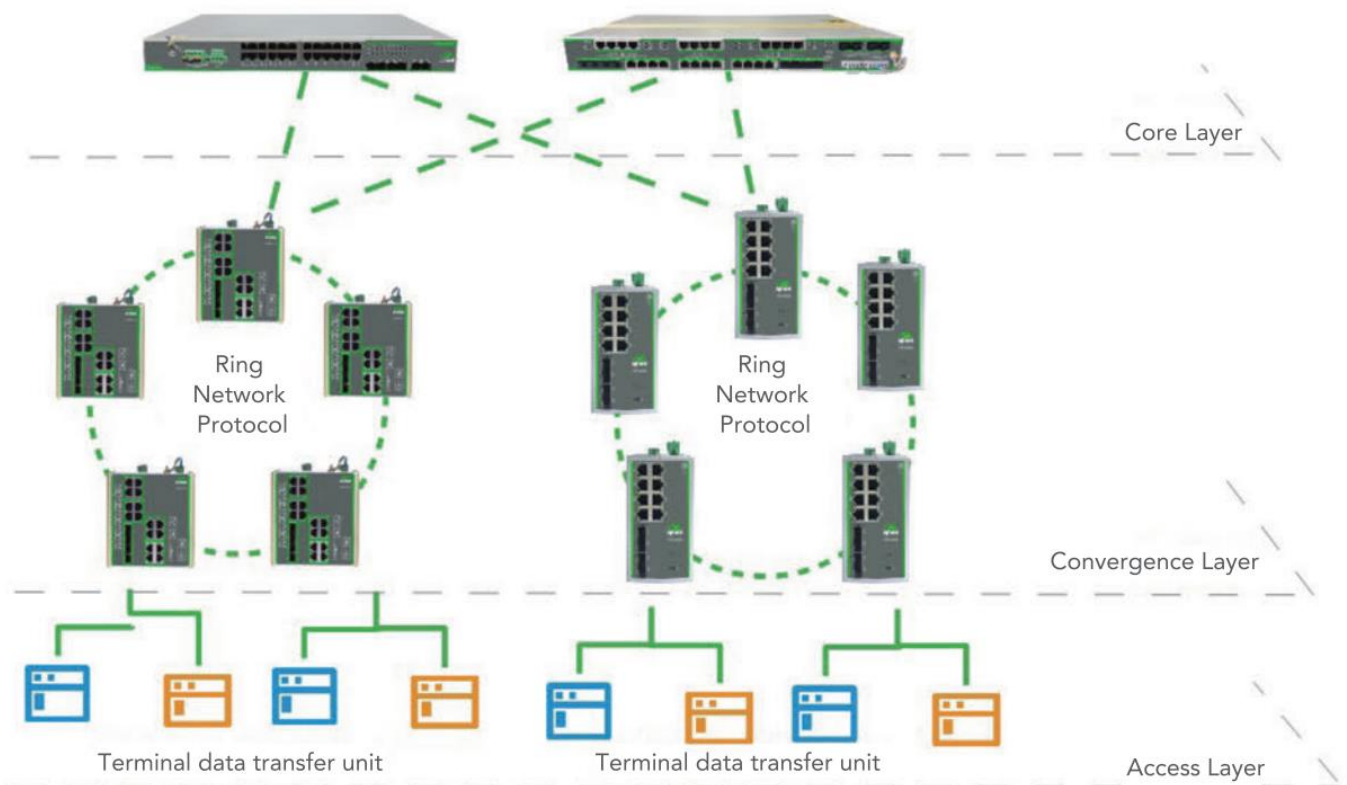 Core Layer
Ring
Network
Protocol
Ring
Network
Protocol
Convergence Layer
Terminal data transfer unit
Terminal data transfer unit
Access Layer